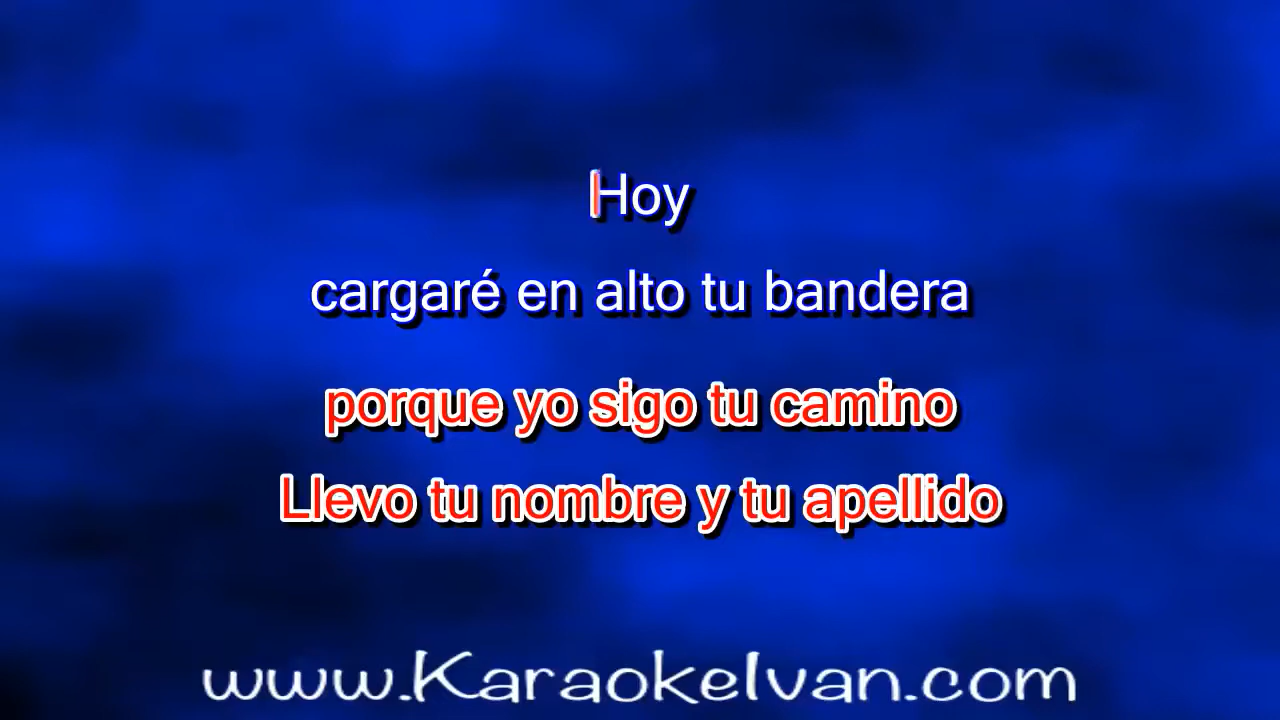 Hoy
cargaré en alto tu bandera
porque yo sigo tu camino
Llevo tu nombre y tu apellido
www.KaraokeIvan.com